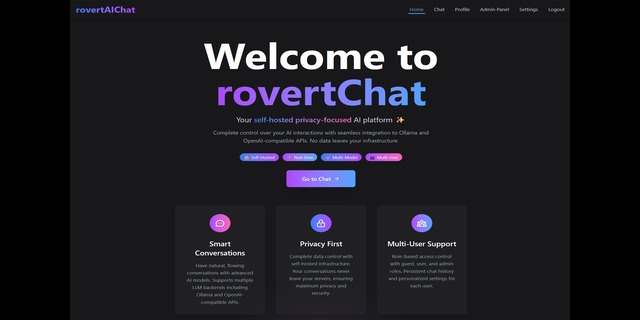 rovertAIChat
Home Chat Profile Admin Panel Settings Logout
Welcome to
rovertChat
Your self-hosted privacy-focused AI platform ✨
Complete control over your AI interactions with seamless integration to Ollama and
OpenAI-compatible APIs. No data leaves your infrastructure.
Self-Hosted Real-time Multi-Model Multi-User
Go to Chat →
Smart
Conversations
Have natural, flowing
conversations with advanced
AI models. Supports multiple
LLM backends including
Ollama and OpenAI-
compatible APIs.
Privacy First
Complete data control with
self-hosted infrastructure.
Your conversations never
leave your servers, ensuring
maximum privacy and
security.
Multi-User Support
Role-based access control
with guest, user, and admin
roles. Persistent chat history
and personalized settings for
each user.